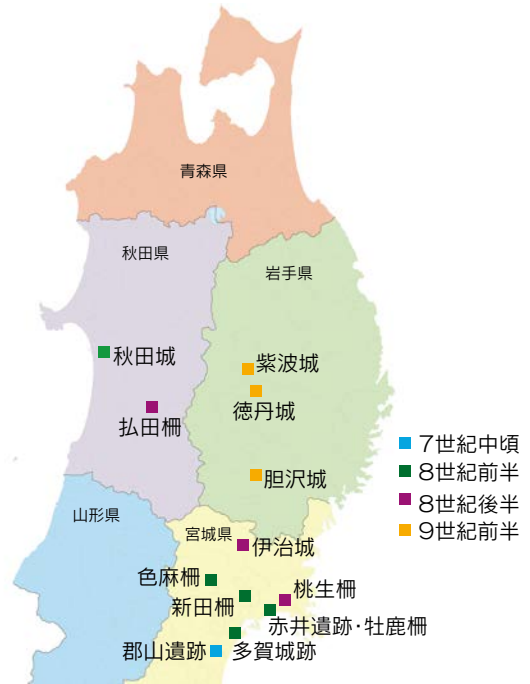 青森県
秋田県
岩手県
秋田城
紫波城
徳丹城
払田柵
7世紀中頃
8世紀前半
胆沢城
8世紀後半
山形県
9世紀前半
宮城県
伊治城
色麻柵
桃生柵
新田柵
赤井遺跡・牡鹿柵
郡山遺跡
多賀城跡